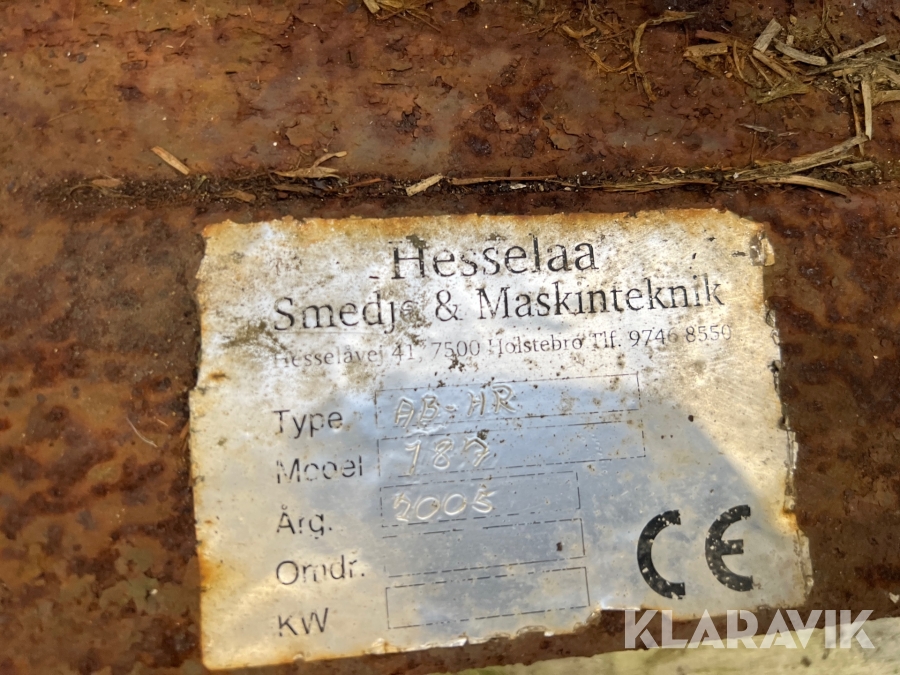 Hesselaa
Smedje & Maskinteknik
Hesselåvej 41, 7500 Holstebro Tlf. 9746 8550
Type AB-HR
Model 187
Årg. 2005
Omdr.
KW
CE
KLARAVIK